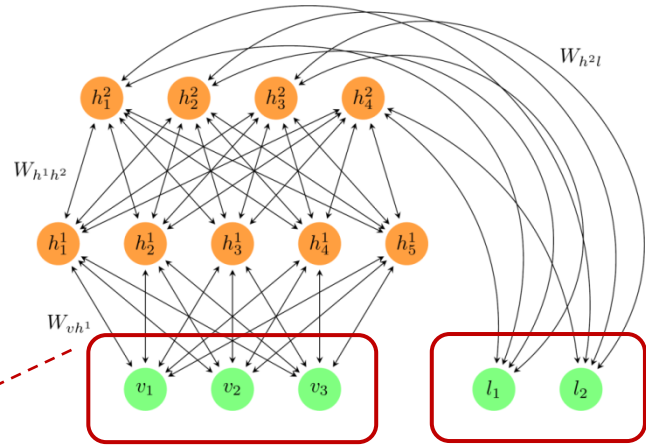 W_{h^2 l}
h_1^2 h_2^2 h_3^2 h_4^2
W_{h^1 h^2}
h_1^1 h_2^1 h_3^1 h_4^1 h_5^1
W_{vh^1}
v_1 v_2 v_3 l_1 l_2